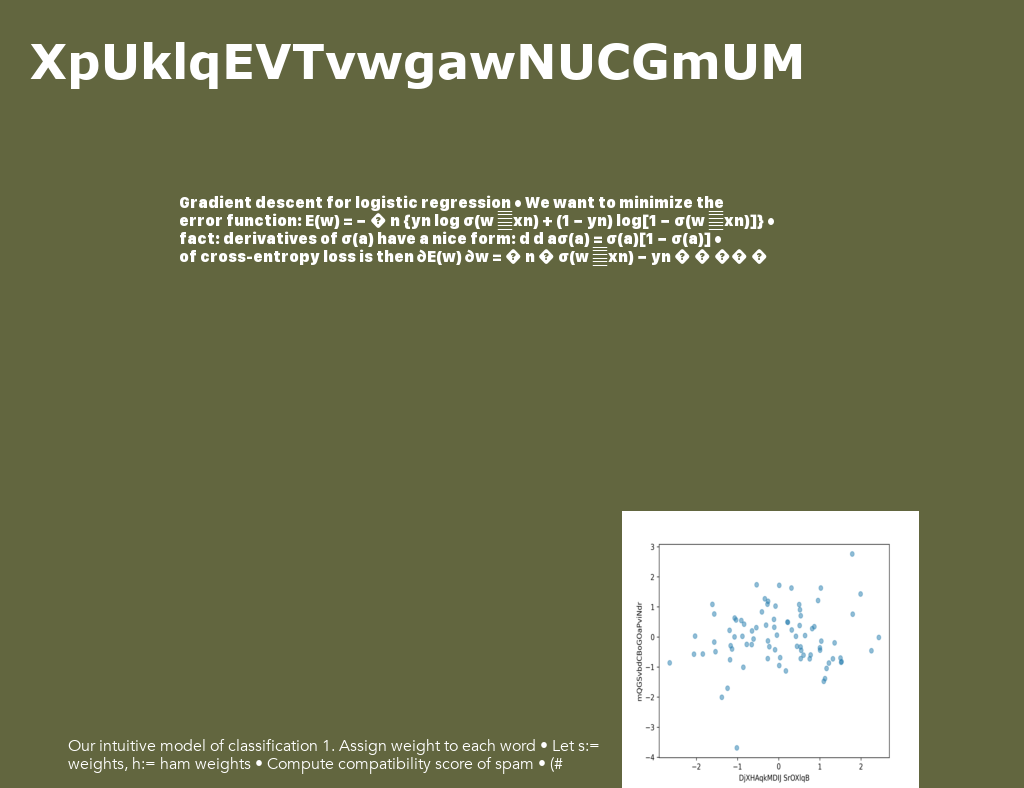 XpUklqEVTvwgawNUCGmUM
Gradient descent for logistic regression • We want to minimize the
error function: E(w) = − � n {yn log σ(w xn) + (1 − yn) log[1 − σ(w xn)]} •
fact: derivatives of σ(a) have a nice form: d d aσ(a) = σ(a)[1 − σ(a)] •
of cross-entropy loss is then ∂E(w) ∂w = � n � σ(w xn) − yn � � �� �
3
2
1
0
−1
−2
−3
−4
mQGSvbdCBoGOaPviNdr
−2 −1 0 1 2
DjXHAqkMDIJ SrOXlqB
Our intuitive model of classification 1. Assign weight to each word • Let s:=
weights, h:= ham weights • Compute compatibility score of spam • (#